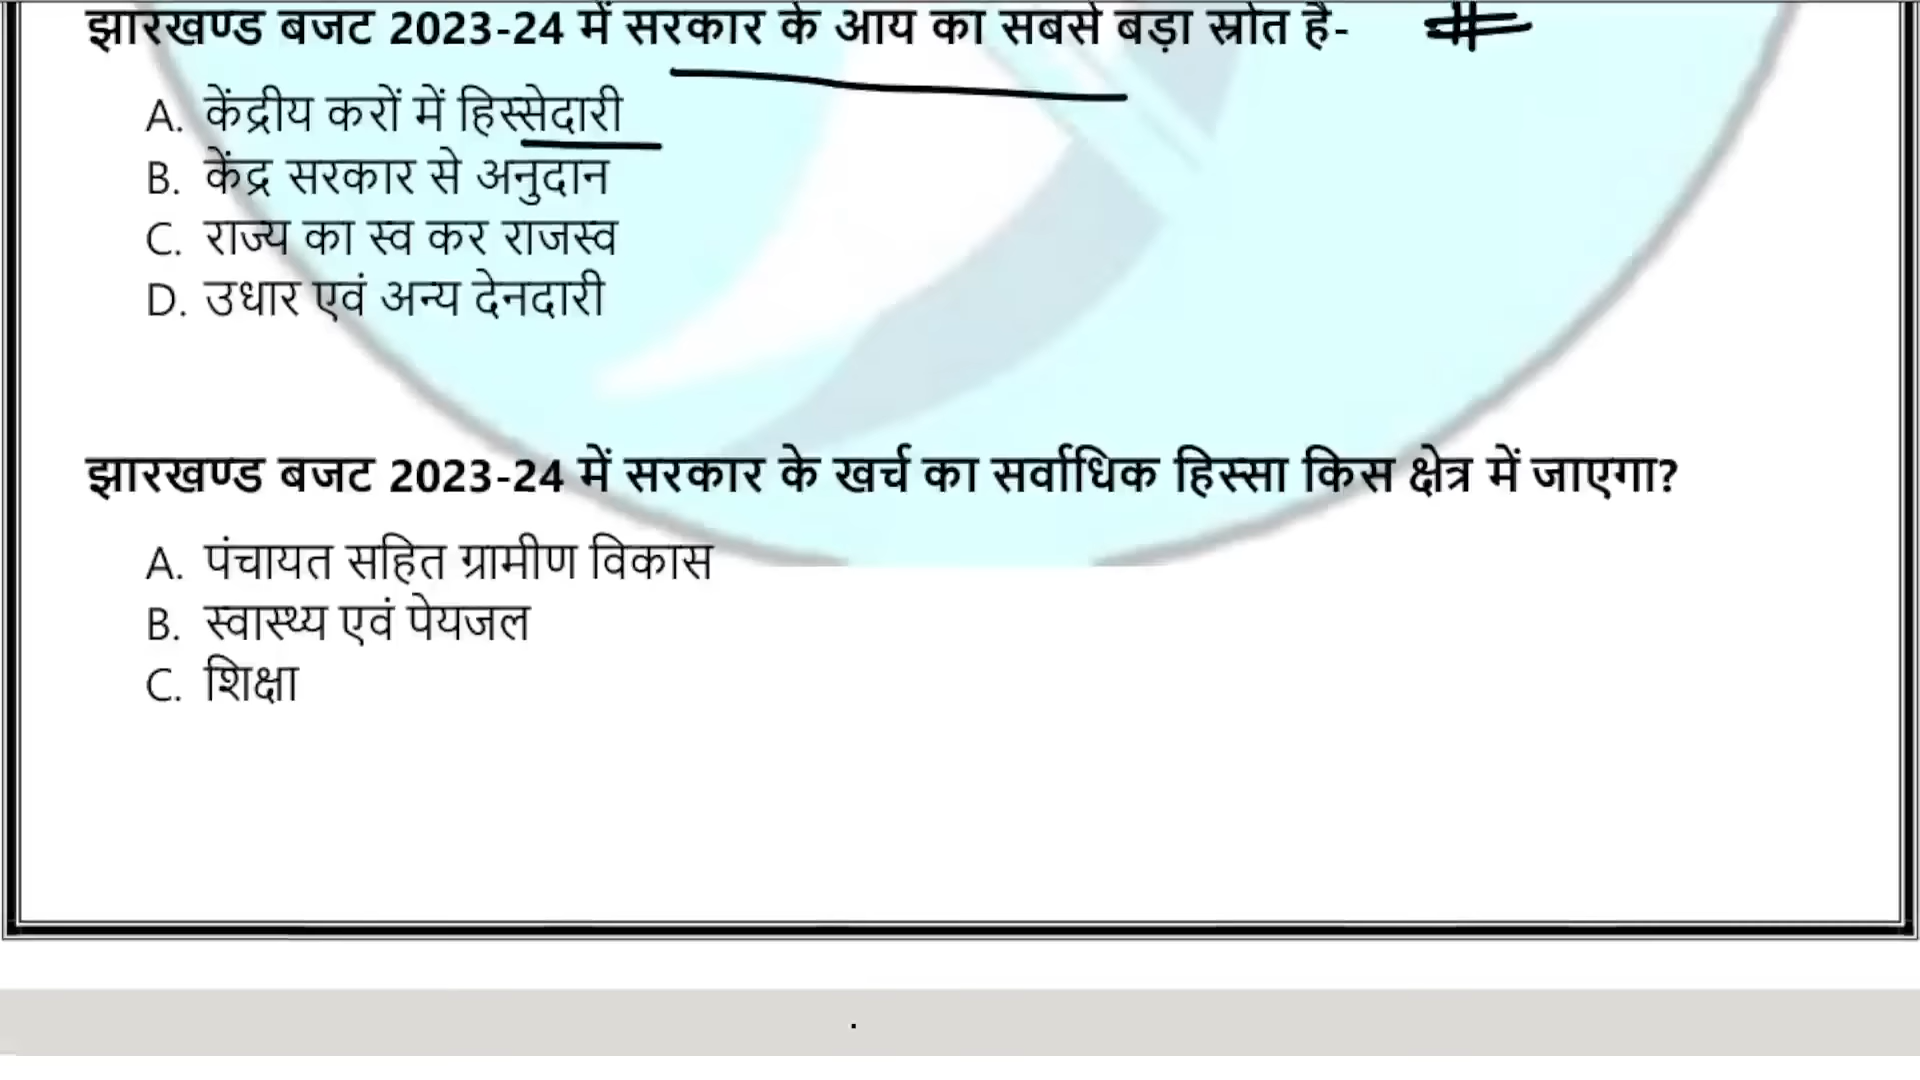 झारखण्ड बजट 2023-24 में सरकार के आय का सबसे बड़ा स्रोत है-
A. केंद्रीय करों में हिस्सेदारी
B. केंद्र सरकार से अनुदान
C. राज्य का स्व कर राजस्व
D. उधार एवं अन्य देनदारी
झारखण्ड बजट 2023-24 में सरकार के खर्च का सर्वाधिक हिस्सा किस क्षेत्र में जाएगा?
A. पंचायत सहित ग्रामीण विकास
B. स्वास्थ्य एवं पेयजल
C. शिक्षा